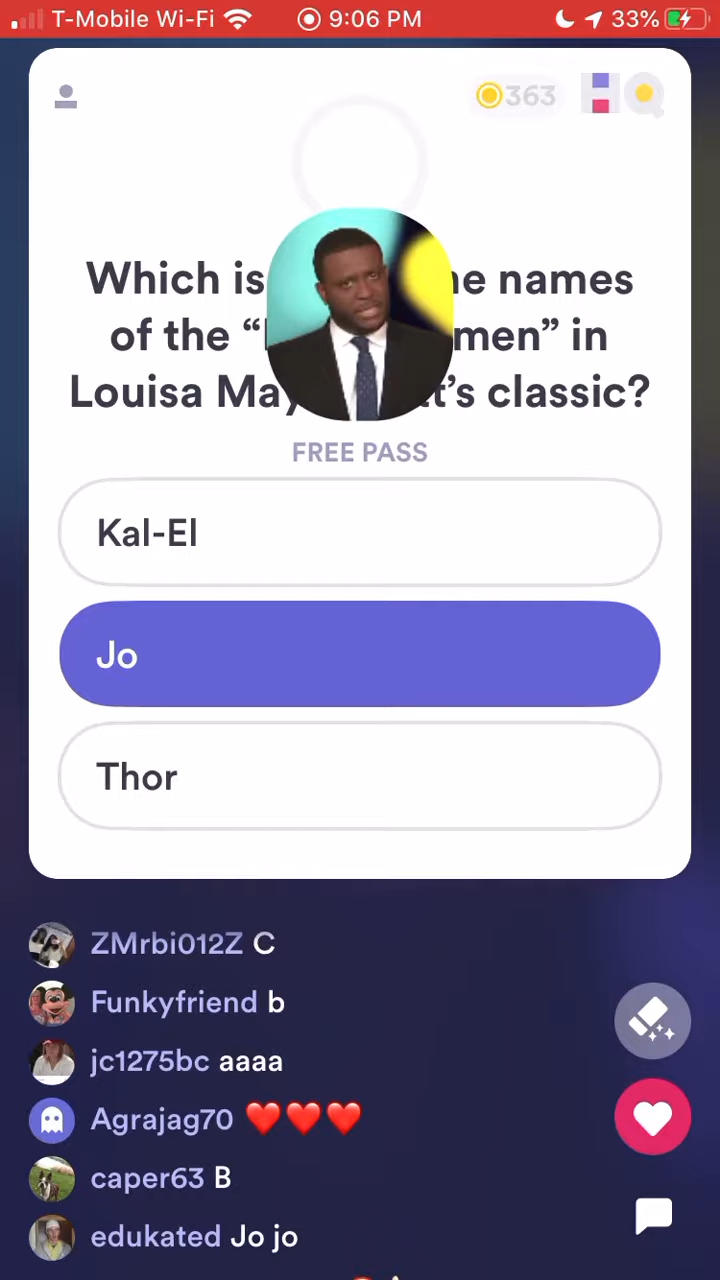 T-Mobile Wi-Fi 9:06 PM 33%
363
Which is he names
of the “ men” in
Louisa May t’s classic?
FREE PASS
Kal-El
Jo
Thor
ZMrbi012Z C
Funkyfriend b
jc1275bc aaaa
Agrajag70 ❤️❤️❤️
caper63 B
edukated Jo jo